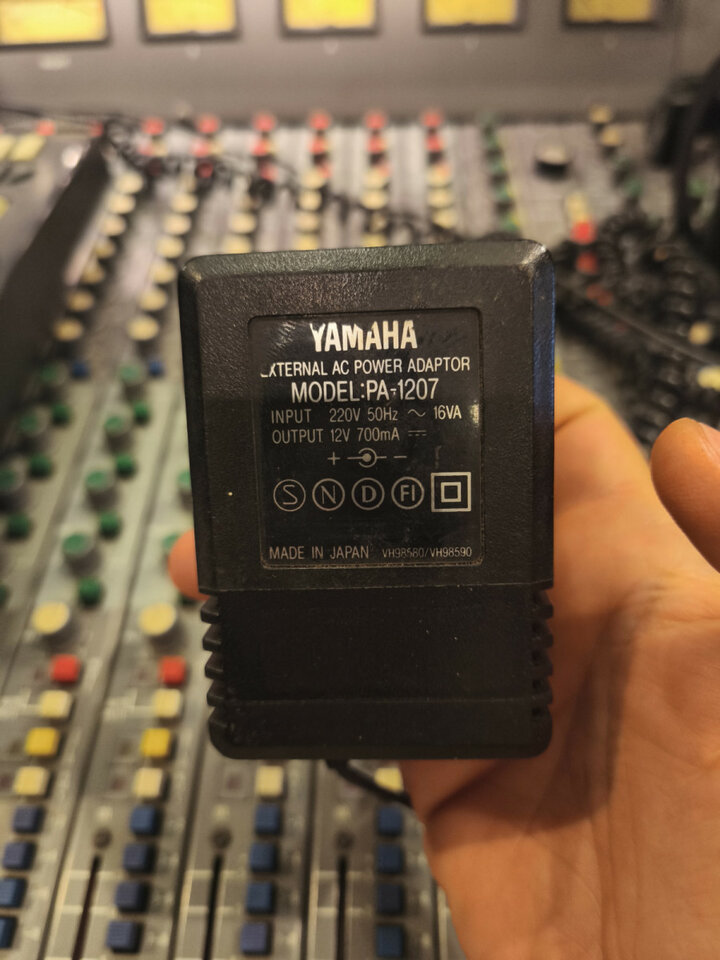 YAMAHA
EXTERNAL AC POWER ADAPTOR
MODEL:PA-1207
INPUT 220V 50Hz ~ 16VA
OUTPUT 12V 700mA ⎓
+ −
S N D FI
MADE IN JAPAN VH98580/VH98590